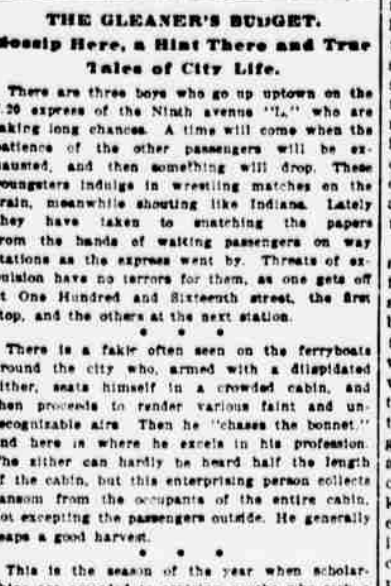 THE GLEANER'S BUDGET.
Gossip Here, a Hint There and True
Tales of City Life.
There are three boys who go uptown on the
.20 express of the Ninth avenue "L," who are
aking long chances. A time will come when the
patience of the other passengers will be ex-
hausted, and then something will drop. These
youngsters indulge in wrestling matches on the
train, meanwhile shouting like Indians. Lately
they have taken to snatching the papers
from the hands of waiting passengers on way
stations as the express went by. Threats of ex-
pulsion have no terrors for them, as one gets off
at One Hundred and Sixteenth street, the first
stop, and the others at the next station.
* * *
There is a fakir often seen on the ferryboats
around the city who, armed with a dilapidated
zither, seats himself in a crowded cabin, and
then proceeds to render various faint and un-
recognizable airs Then he "chases the bonnet."
And here is where he excels in his profession.
The zither can hardly be heard half the length
of the cabin, but this enterprising person collects
ransom from the occupants of the entire cabin,
not excepting the passengers outside. He generally
reaps a good harvest.
* * *
This is the season of the year when scholar-